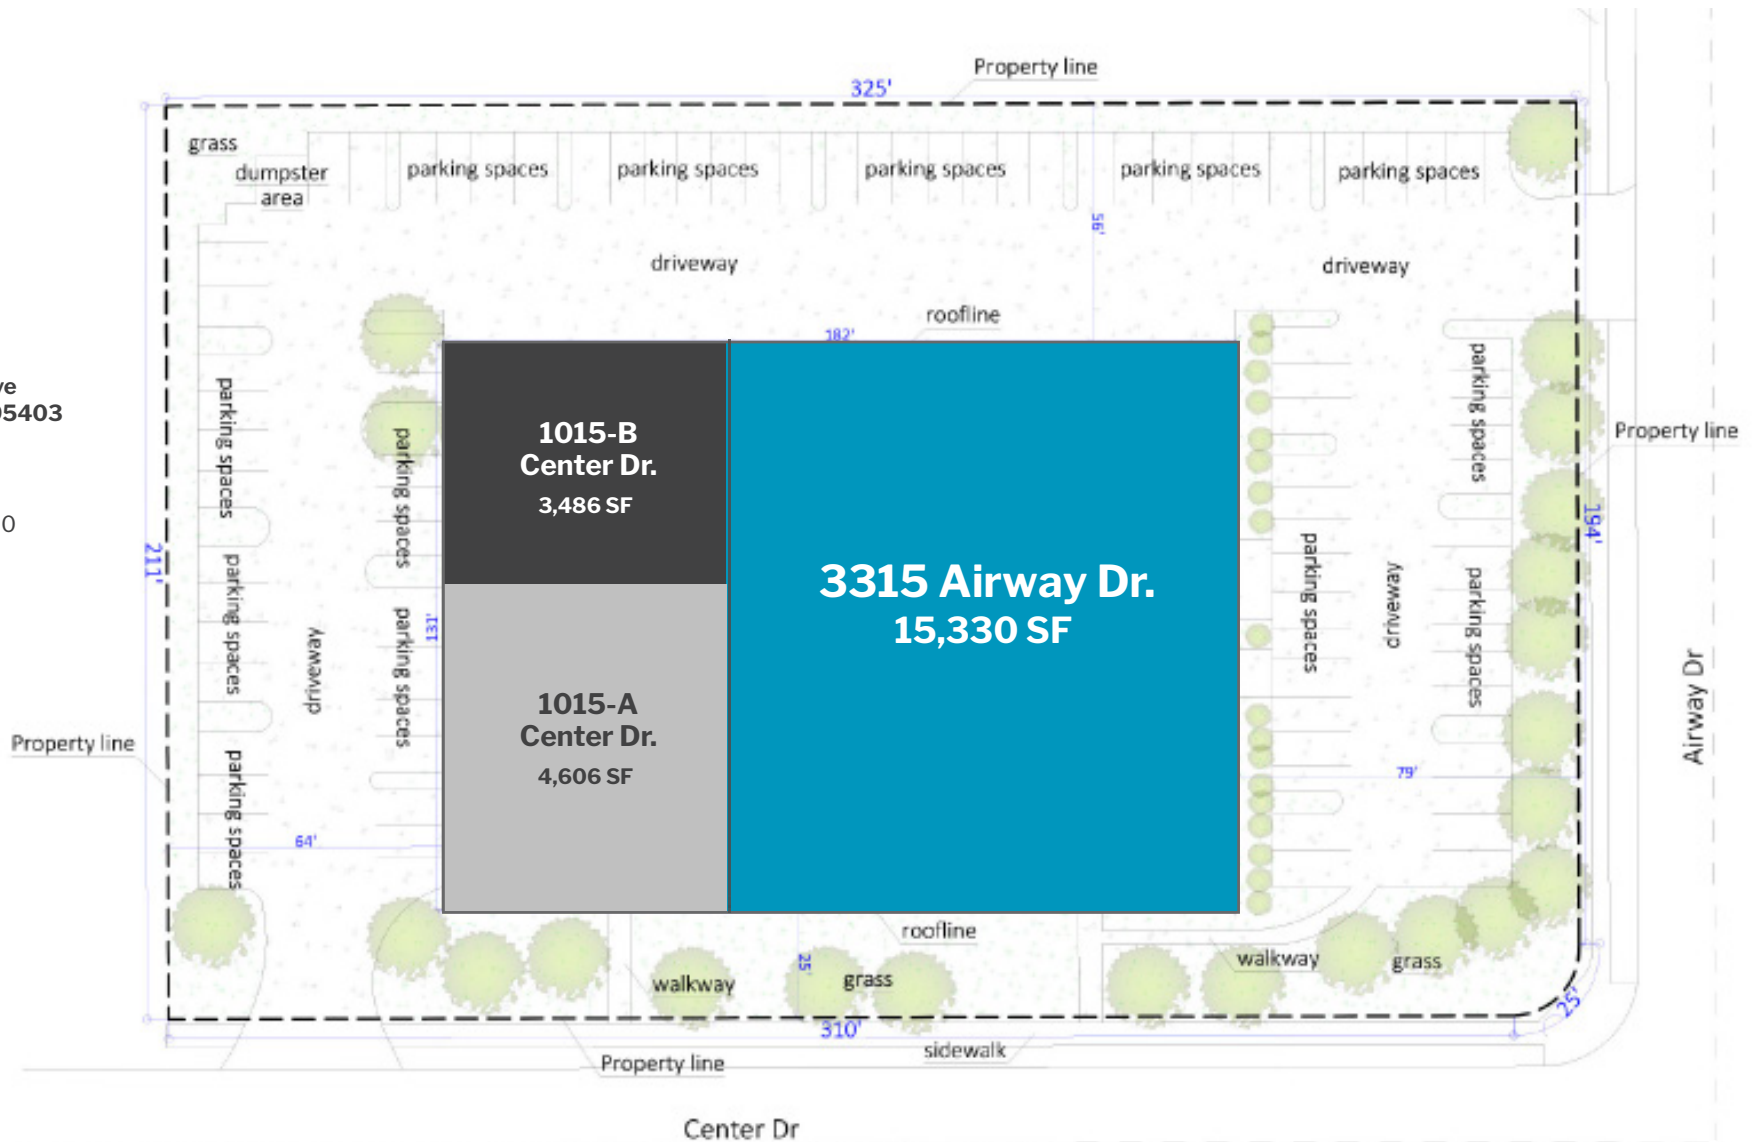 Property line
325'
grass
dumpster
area
parking spaces
parking spaces
parking spaces
parking spaces
parking spaces
56'
driveway
driveway
roofline
182'
ve
95403
0
1015-B
Center Dr.
3,486 SF
3315 Airway Dr.
15,330 SF
1015-A
Center Dr.
4,606 SF
parking spaces
parking spaces
parking spaces
driveway
parking spaces
parking spaces
131'
211'
64'
Property line
parking spaces
driveway
parking spaces
parking spaces
79'
194'
Property line
Airway Dr
roofline
walkway
25'
grass
walkway
grass
25'
310'
sidewalk
Property line
Center Dr